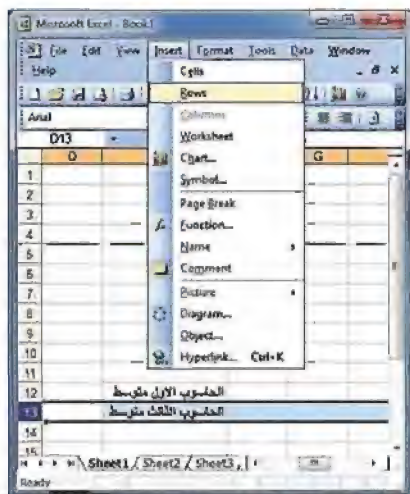 Microsoft Excel - Book1
File Edit View Insert Format Tools Data Window
Help
Arial
D13
D
G
Cells
Rows
Columns
Worksheet
Chart...
Symbol...
Page Break
Function...
Name
Comment
Picture
Diagram...
Object...
Hyperlink... Ctrl+K
1
2
3
4
5
6
7
8
9
10
11
12 الحاسوب الاول متوسط
13 الحاسوب الثالث متوسط
14
15
Sheet1 / Sheet2 / Sheet3
Ready